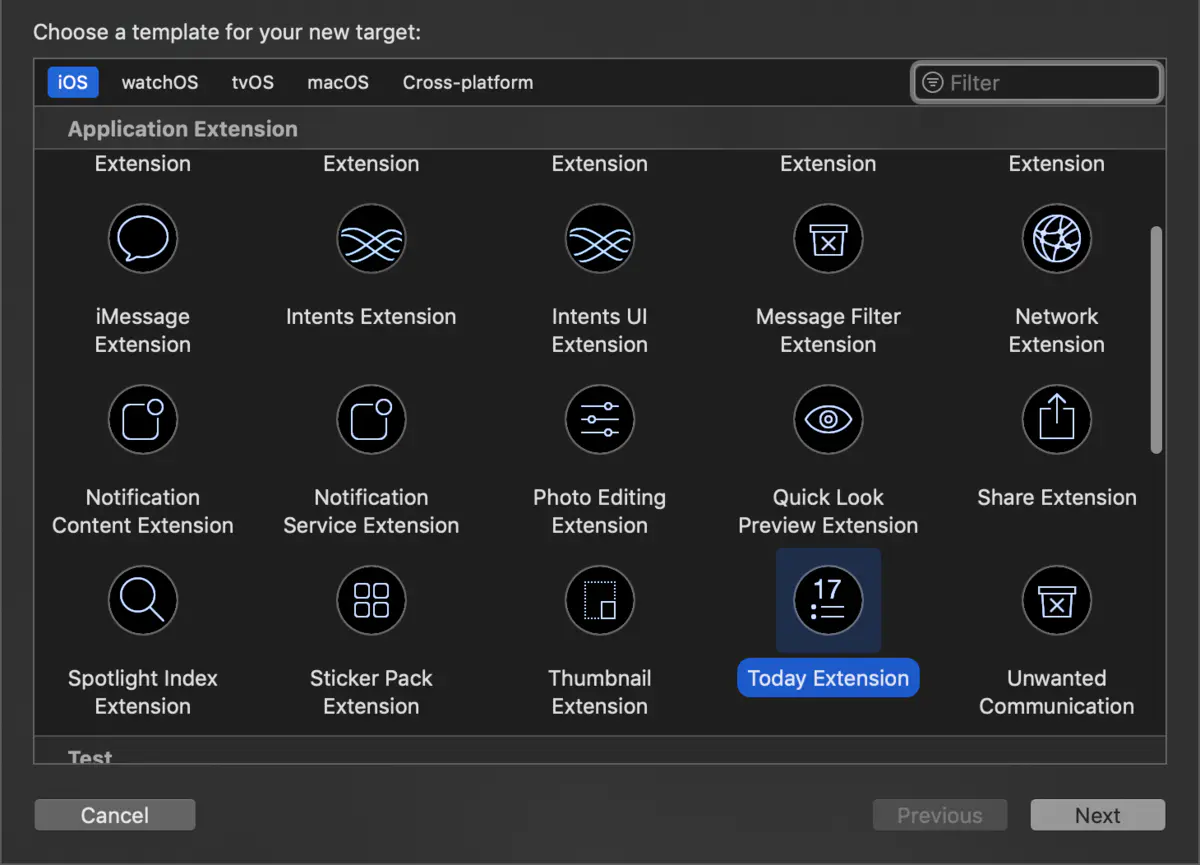 Choose a template for your new target:
iOS watchOS tvOS macOS Cross-platform Filter
Application Extension
Extension Extension Extension Extension Extension
iMessage Intents Extension Intents UI Message Filter Network
Extension Extension Extension Extension
Notification Notification Photo Editing Quick Look Share Extension
Content Extension Service Extension Extension Preview Extension
17
Spotlight Index Sticker Pack Thumbnail Today Extension Unwanted
Extension Extension Extension Communication
Test
Cancel Previous Next